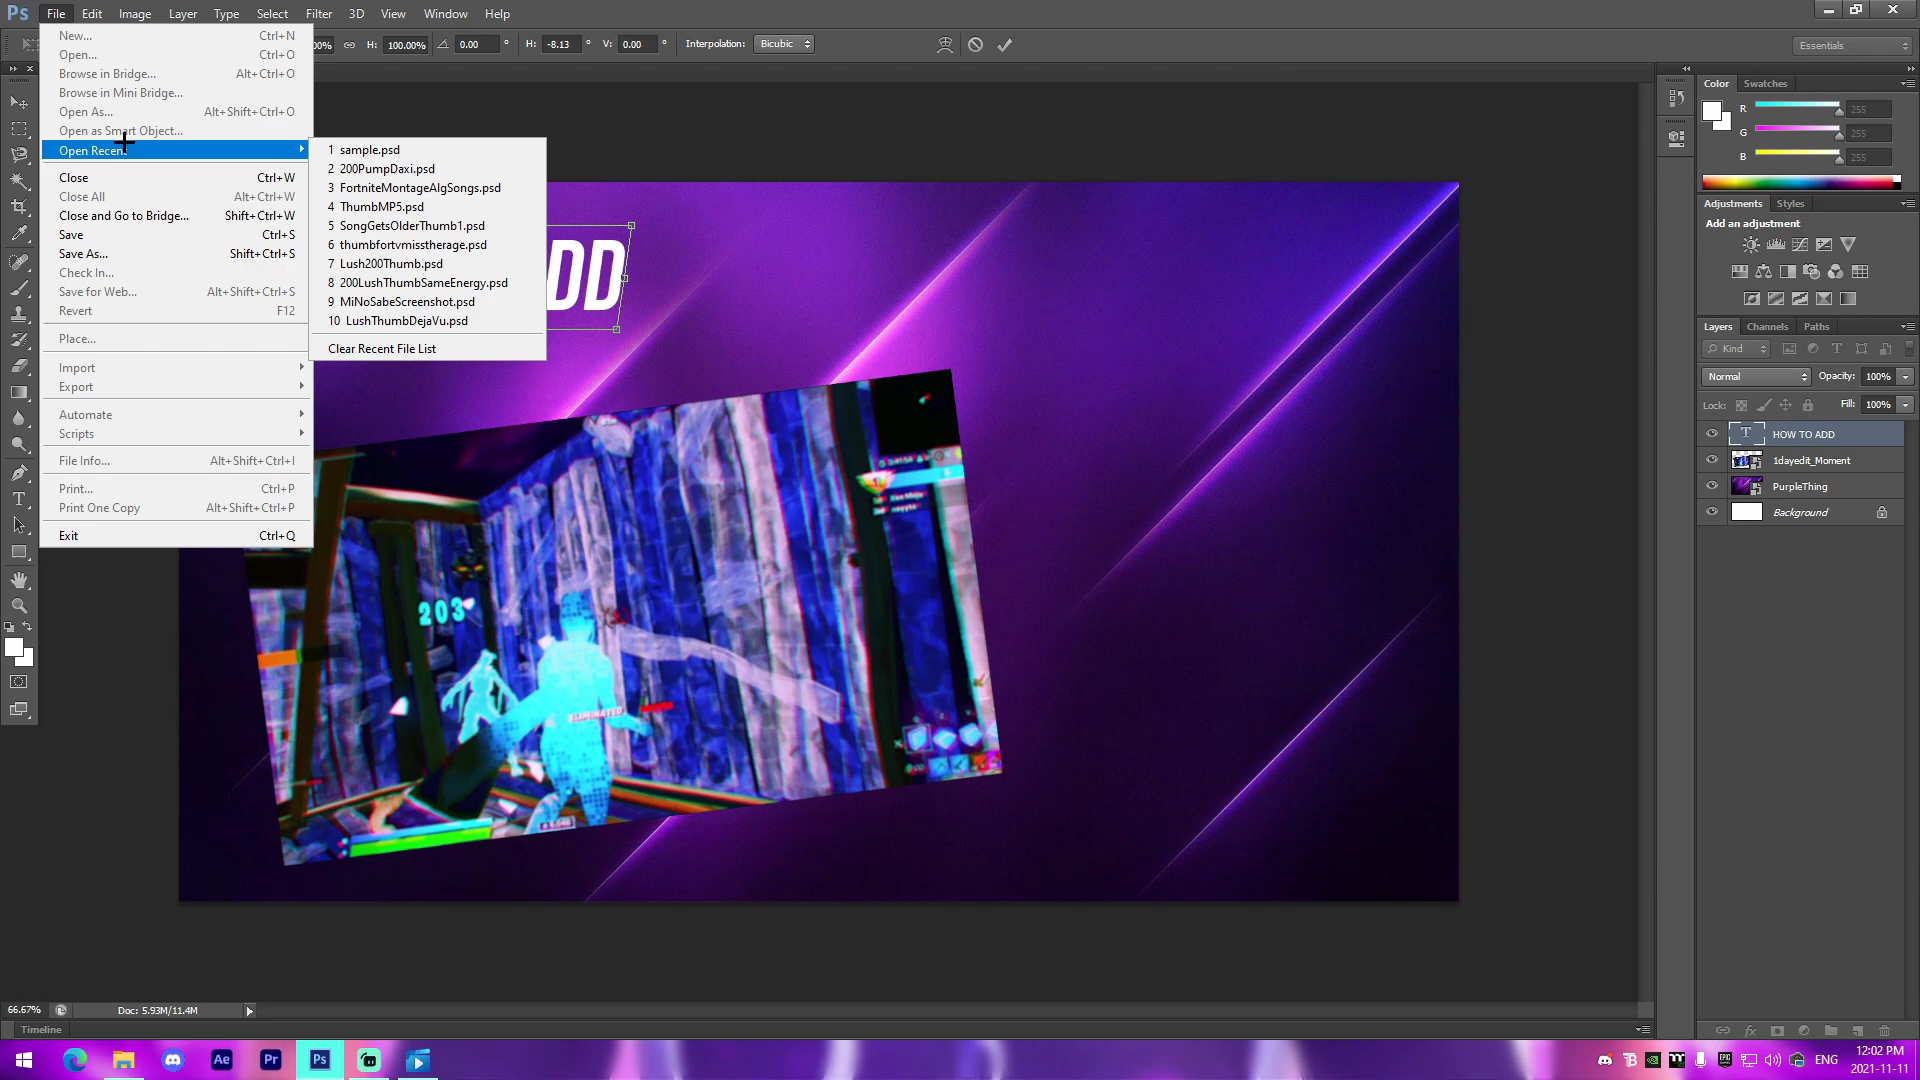 Ps File Edit Image Layer Type Select Filter 3D View Window Help
00% H: 100.00% 0.00 ° H: -8.13 ° V: 0.00 ° Interpolation: Bicubic Essentials
New... Ctrl+N
Open... Ctrl+O
Browse in Bridge... Alt+Ctrl+O
Browse in Mini Bridge...
Open As... Alt+Shift+Ctrl+O
Open as Smart Object...
Open Recent
Close Ctrl+W
Close All Alt+Ctrl+W
Close and Go to Bridge... Shift+Ctrl+W
Save Ctrl+S
Save As... Shift+Ctrl+S
Check In...
Save for Web... Alt+Shift+Ctrl+S
Revert F12
Place...
Import
Export
Automate
Scripts
File Info... Alt+Shift+Ctrl+I
Print... Ctrl+P
Print One Copy Alt+Shift+Ctrl+P
Exit Ctrl+Q
1 sample.psd
2 200PumpDaxi.psd
3 FortniteMontageAlgSongs.psd
4 ThumbMP5.psd
5 SongGetsOlderThumb1.psd
6 thumbfortvmisstherage.psd
7 Lush200Thumb.psd
8 200LushThumbSameEnergy.psd
9 MiNoSabeScreenshot.psd
10 LushThumbDejaVu.psd
Clear Recent File List
DD
203
ELIMINATED
Color Swatches
R 255
G 255
B 255
Adjustments Styles
Add an adjustment
Layers Channels Paths
Kind
Normal Opacity: 100%
Lock: Fill: 100%
T HOW TO ADD
1dayedit_Moment
PurpleThing
Background
66.67% Doc: 5.93M/11.4M
Timeline
Ae Pr Ps
ENG
12:02 PM
2021-11-11